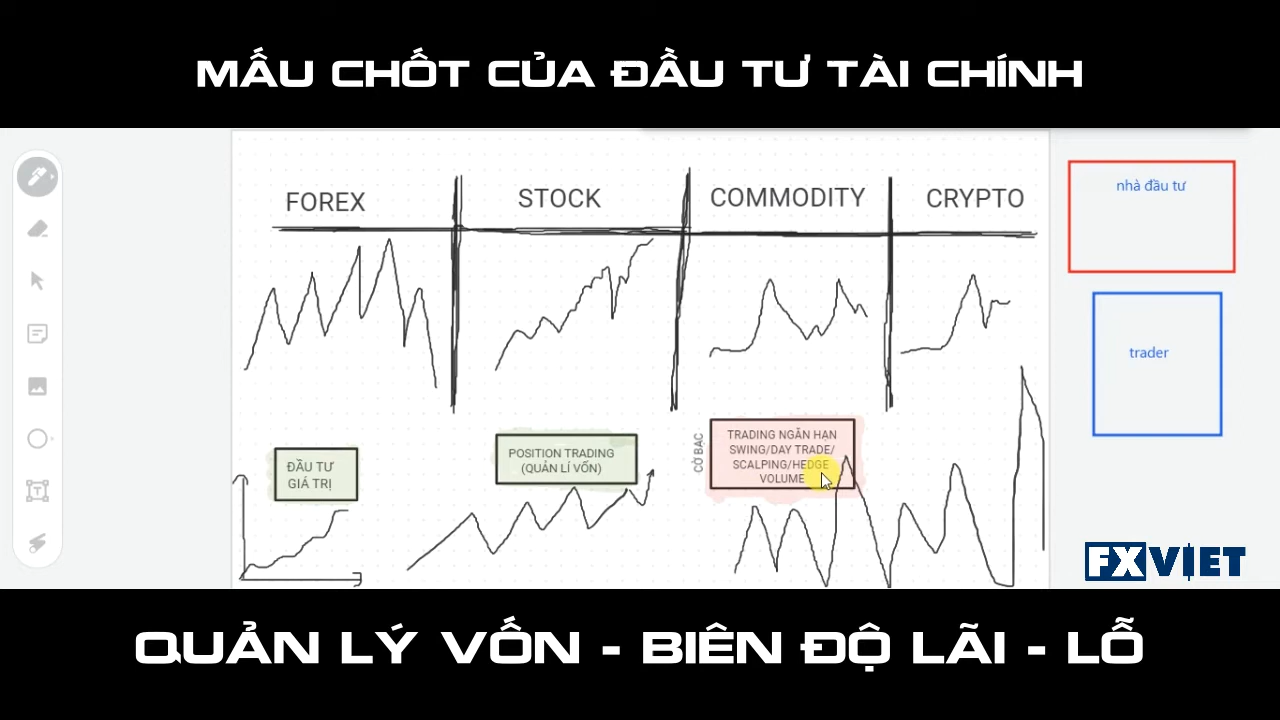 MẤU CHỐT CỦA ĐẦU TƯ TÀI CHÍNH
FOREX
STOCK
COMMODITY
CRYPTO
nhà đầu tư
trader
ĐẦU TƯ
GIÁ TRỊ
POSITION TRADING
(QUẢN LÍ VỐN)
CỜ BẠC
TRADING NGẮN HẠN
SWING/DAY TRADE/
SCALPING/HEDGE
VOLUME
FXVIET
QUẢN LÝ VỐN - BIÊN ĐỘ LÃI - LỖ